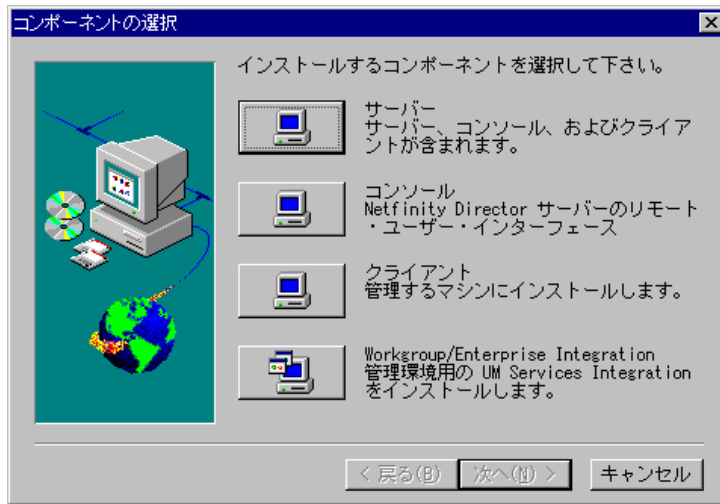 コンポーネントの選択
インストールするコンポーネントを選択して下さい。
サーバー
サーバー、コンソール、およびクライア
ントが含まれます。
コンソール
Netfinity Director サーバーのリモート
・ユーザー・インターフェース
クライアント
管理するマシンにインストールします。
Workgroup/Enterprise Integration
管理環境用の UM Services Integration
をインストールします。
< 戻る(B) 次へ(N) > キャンセル